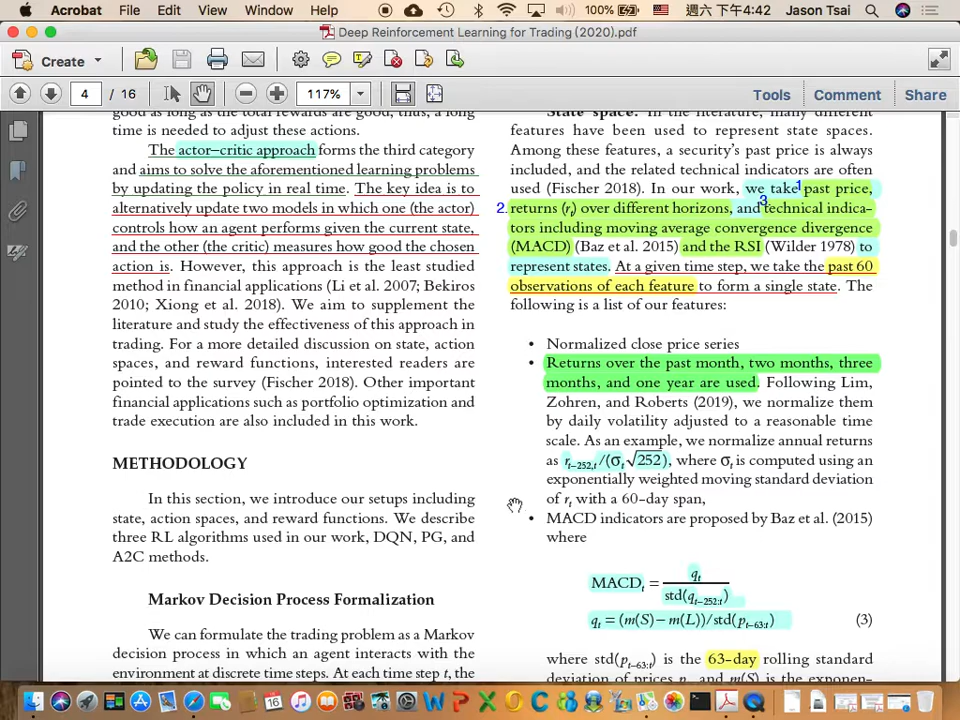 Acrobat File Edit View Window Help 100% 週六 下午4:42 Jason Tsai
Deep Reinforcement Learning for Trading (2020).pdf
Create
4 / 16 117% Tools Comment Share
good as long as the total rewards are good, thus, a long
time is needed to adjust these actions.
The actor–critic approach forms the third category
and aims to solve the aforementioned learning problems
by updating the policy in real time. The key idea is to
alternatively update two models in which one (the actor)
controls how an agent performs given the current state,
and the other (the critic) measures how good the chosen
action is. However, this approach is the least studied
method in financial applications (Li et al. 2007; Bekiros
2010; Xiong et al. 2018). We aim to supplement the
literature and study the effectiveness of this approach in
trading. For a more detailed discussion on state, action
spaces, and reward functions, interested readers are
pointed to the survey (Fischer 2018). Other important
financial applications such as portfolio optimization and
trade execution are also included in this work.
METHODOLOGY
In this section, we introduce our setups including
state, action spaces, and reward functions. We describe
three RL algorithms used in our work, DQN, PG, and
A2C methods.
Markov Decision Process Formalization
We can formulate the trading problem as a Markov
decision process in which an agent interacts with the
environment at discrete time steps. At each time step t, the
State space. In the literature, many different
features have been used to represent state spaces.
Among these features, a security's past price is always
included, and the related technical indicators are often
used (Fischer 2018). In our work, we take 1 past price,
2. returns (rt) over different horizons, and 3 technical indica-
tors including moving average convergence divergence
(MACD) (Baz et al. 2015) and the RSI (Wilder 1978) to
represent states. At a given time step, we take the past 60
observations of each feature to form a single state. The
following is a list of our features:
• Normalized close price series
• Returns over the past month, two months, three
months, and one year are used. Following Lim,
Zohren, and Roberts (2019), we normalize them
by daily volatility adjusted to a reasonable time
scale. As an example, we normalize annual returns
as rt−252,t/(σt√252), where σt is computed using an
exponentially weighted moving standard deviation
of rt with a 60-day span,
• MACD indicators are proposed by Baz et al. (2015)
where
MACDt = qt / std(qt−252:t)
qt = (m(S) − m(L))/std(pt−63:t) (3)
where std(pt−63:t) is the 63-day rolling standard
deviation of prices pt and m(S) is the exponen-